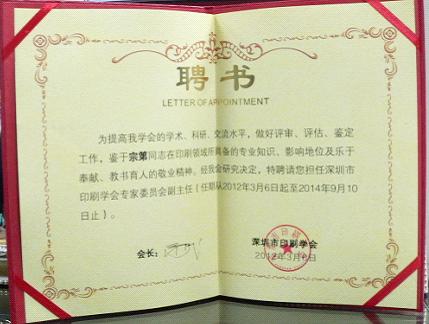 聘书
LETTER OF APPOINTMENT
为提高我学会的学术、科研、交流水平，做好评审、评估、鉴定
工作，鉴于宗第同志在印刷领域所具备的专业知识、影响地位及乐于
奉献、教书育人的敬业精神。经我会研究决定，特聘请您担任深圳市
印刷学会专家委员会副主任（任期从2012年3月6日起至2014年9月10
日止）。
会长：
深圳市印刷学会
2012年3月6日